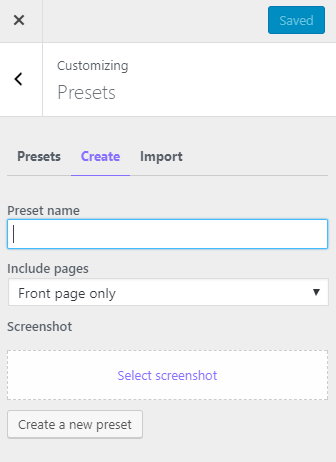 Saved
Customizing
Presets
Presets Create Import
Preset name
Include pages
Front page only
Screenshot
Select screenshot
Create a new preset